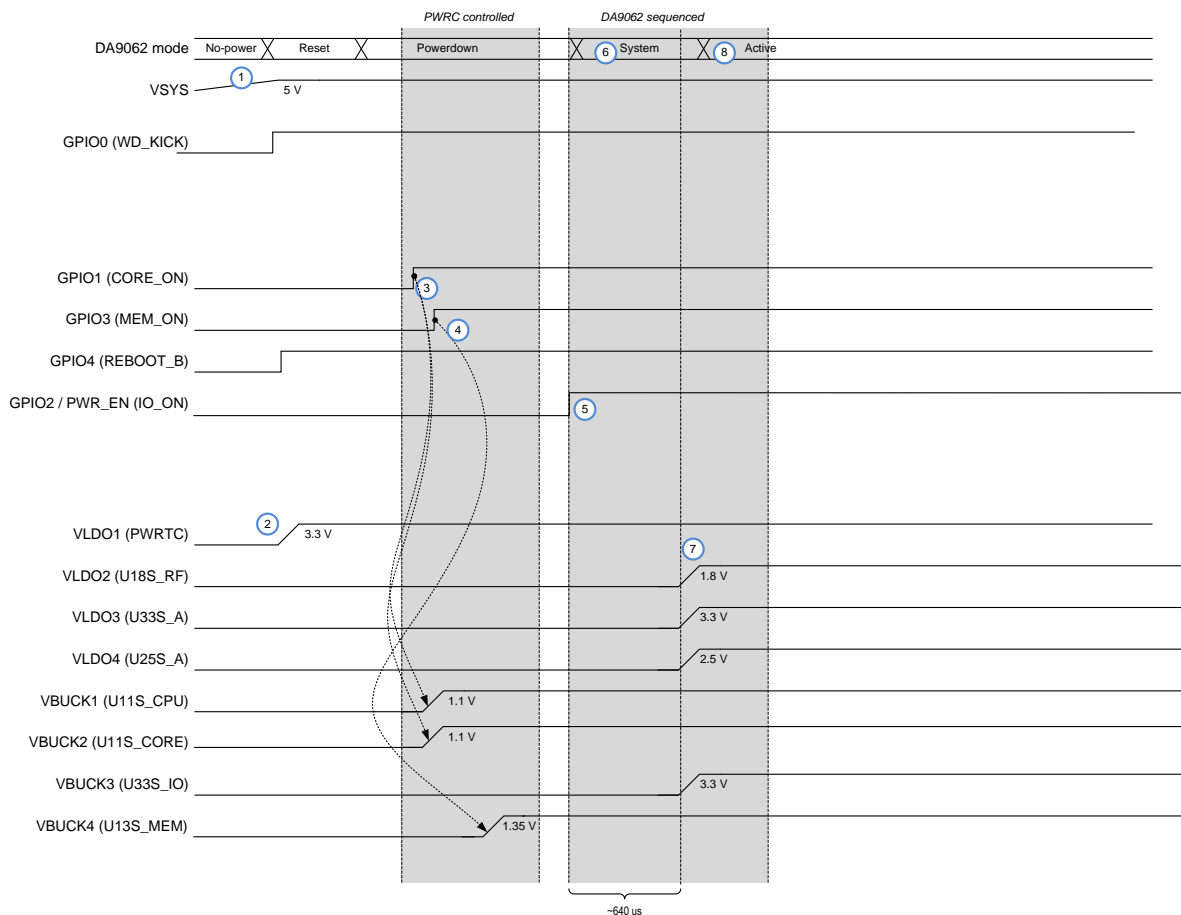 PWRC controlled
DA9062 sequenced
DA9062 mode
No-power
Reset
Powerdown
6
System
8
Active
1
VSYS
5 V
GPIO0 (WD_KICK)
GPIO1 (CORE_ON)
3
GPIO3 (MEM_ON)
4
GPIO4 (REBOOT_B)
GPIO2 / PWR_EN (IO_ON)
5
2
VLDO1 (PWRTC)
3.3 V
7
VLDO2 (U18S_RF)
1.8 V
VLDO3 (U33S_A)
3.3 V
VLDO4 (U25S_A)
2.5 V
VBUCK1 (U11S_CPU)
1.1 V
VBUCK2 (U11S_CORE)
1.1 V
VBUCK3 (U33S_IO)
3.3 V
VBUCK4 (U13S_MEM)
1.35 V
~640 us